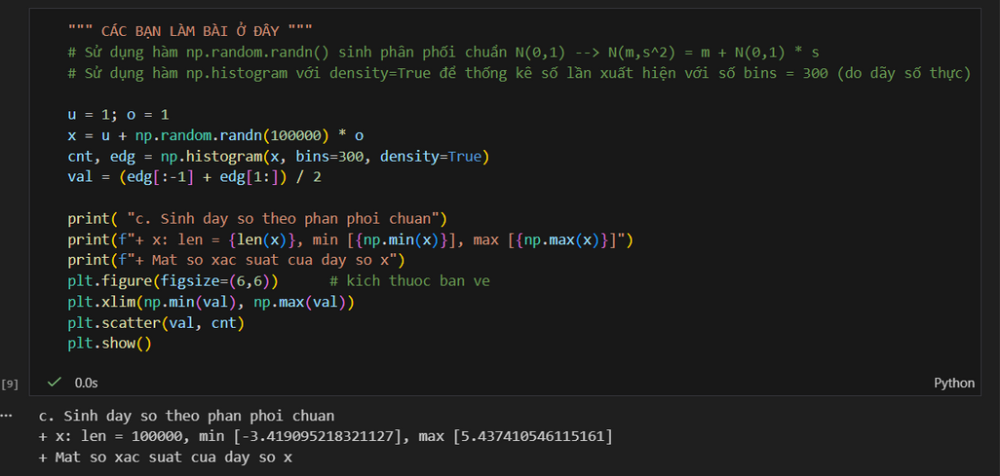 """ CÁC BẠN LÀM BÀI Ở ĐÂY """
# Sử dụng hàm np.random.randn() sinh phân phối chuẩn N(0,1) --> N(m,s^2) = m + N(0,1) * s
# Sử dụng hàm np.histogram với density=True để thống kê số lần xuất hiện với số bins = 300 (do dãy số thực)
u = 1; o = 1
x = u + np.random.randn(100000) * o
cnt, edg = np.histogram(x, bins=300, density=True)
val = (edg[:-1] + edg[1:]) / 2
print( "c. Sinh day so theo phan phoi chuan")
print(f"+ x: len = {len(x)}, min [{np.min(x)}], max [{np.max(x)}]")
print(f"+ Mat so xac suat cua day so x")
plt.figure(figsize=(6,6))      # kich thuoc ban ve
plt.xlim(np.min(val), np.max(val))
plt.scatter(val, cnt)
plt.show()
[9] ✓ 0.0s Python
... c. Sinh day so theo phan phoi chuan
+ x: len = 100000, min [-3.419095218321127], max [5.437410546115161]
+ Mat so xac suat cua day so x